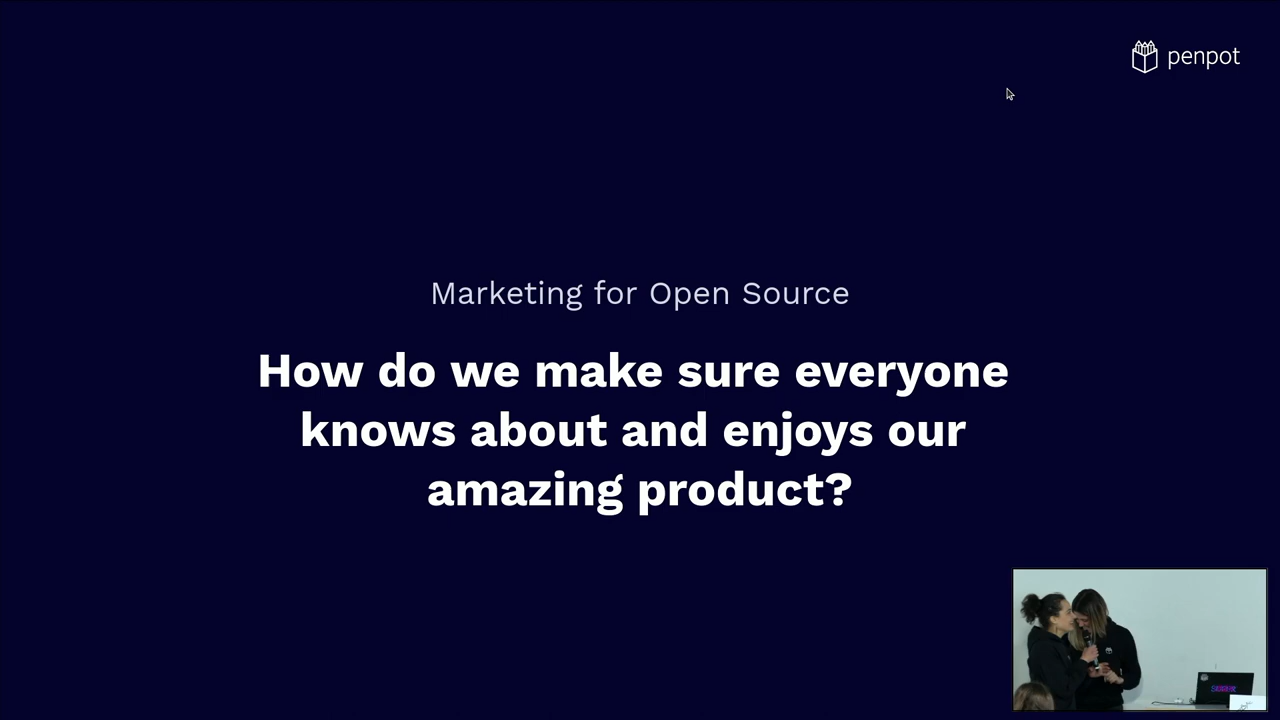 penpot
Marketing for Open Source
How do we make sure everyone
knows about and enjoys our
amazing product?